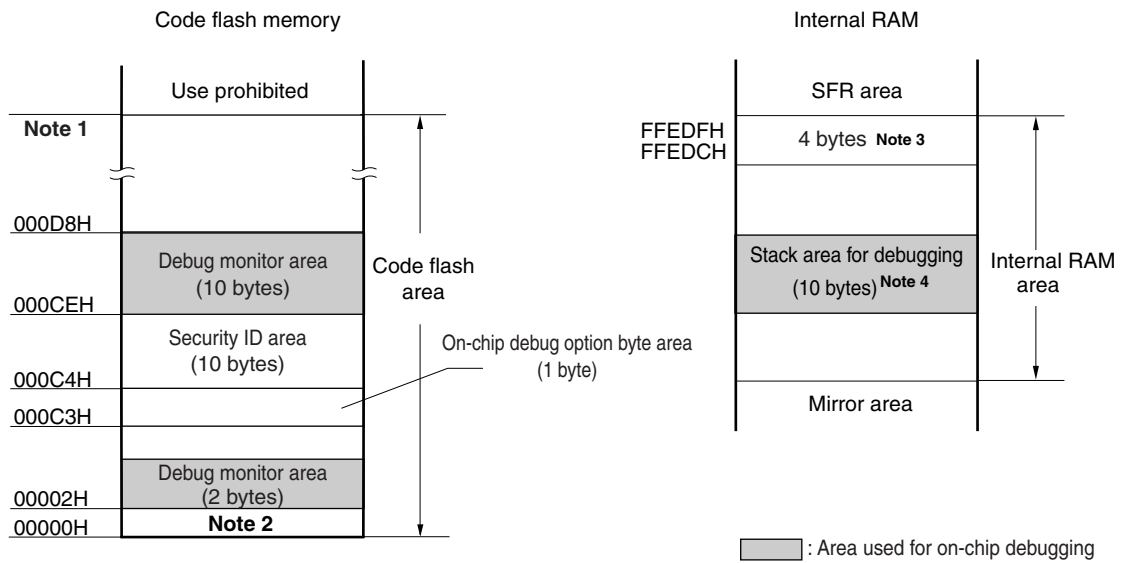 Code flash memory
Use prohibited
Note 1
000D8H
Debug monitor area
(10 bytes)
Code flash
area
000CEH
Security ID area
(10 bytes)
On-chip debug option byte area
(1 byte)
000C4H
000C3H
Debug monitor area
(2 bytes)
00002H
Note 2
00000H
Internal RAM
SFR area
FFEDFH
FFEDCH
4 bytes Note 3
Stack area for debugging
(10 bytes) Note 4
Internal RAM
area
Mirror area
: Area used for on-chip debugging